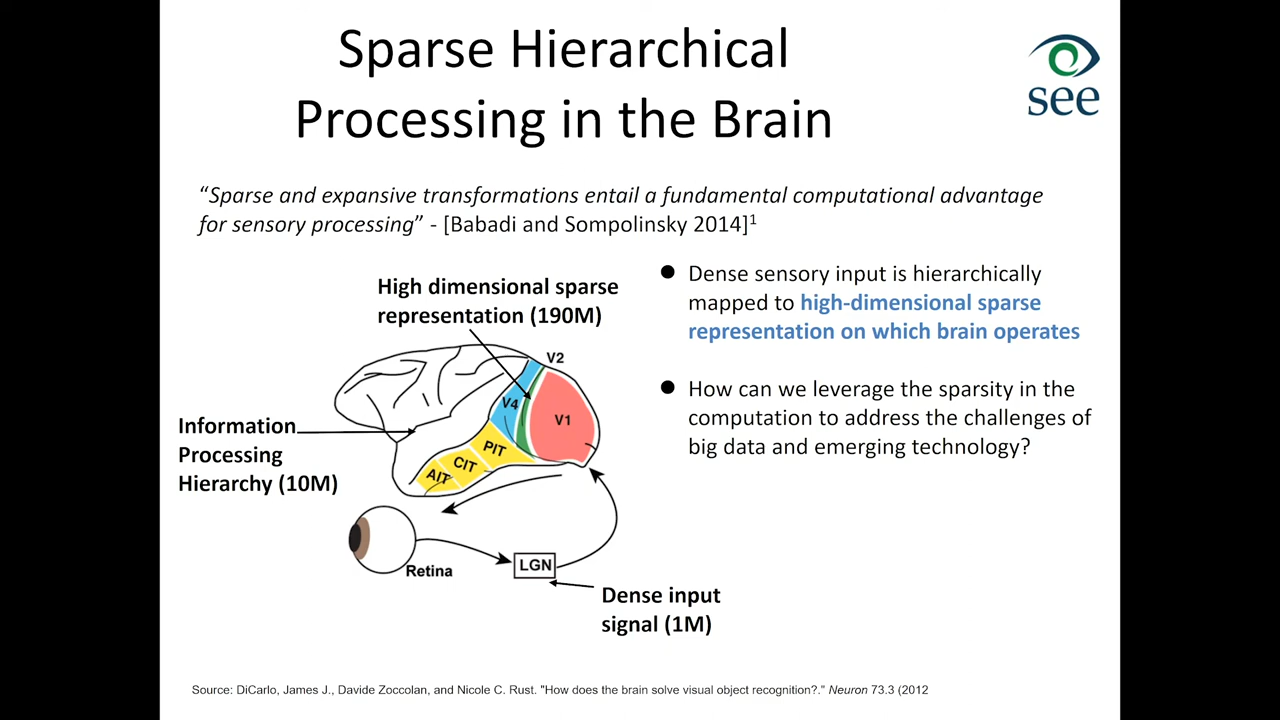 Sparse Hierarchical
Processing in the Brain
see
“Sparse and expansive transformations entail a fundamental computational advantage
for sensory processing” - [Babadi and Sompolinsky 2014]¹
High dimensional sparse
representation (190M)
V2
V4
V1
PIT
CIT
AIT
Information
Processing
Hierarchy (10M)
Retina
LGN
Dense input
signal (1M)
● Dense sensory input is hierarchically
mapped to high-dimensional sparse
representation on which brain operates
● How can we leverage the sparsity in the
computation to address the challenges of
big data and emerging technology?
Source: DiCarlo, James J., Davide Zoccolan, and Nicole C. Rust. "How does the brain solve visual object recognition?." Neuron 73.3 (2012